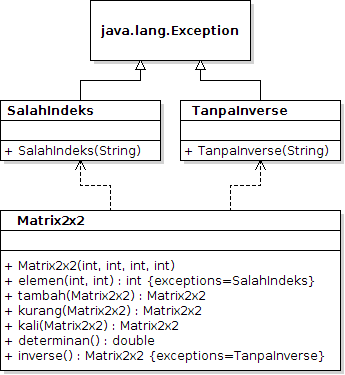 java.lang.Exception
SalahIndeks
TanpaInverse
+ SalahIndeks(String)
+ TanpaInverse(String)
Matrix2x2
+ Matrix2x2(int, int, int, int)
+ elemen(int, int) : int {exceptions=SalahIndeks}
+ tambah(Matrix2x2) : Matrix2x2
+ kurang(Matrix2x2) : Matrix2x2
+ kali(Matrix2x2) : Matrix2x2
+ determinan() : double
+ inverse() : Matrix2x2 {exceptions=TanpaInverse}